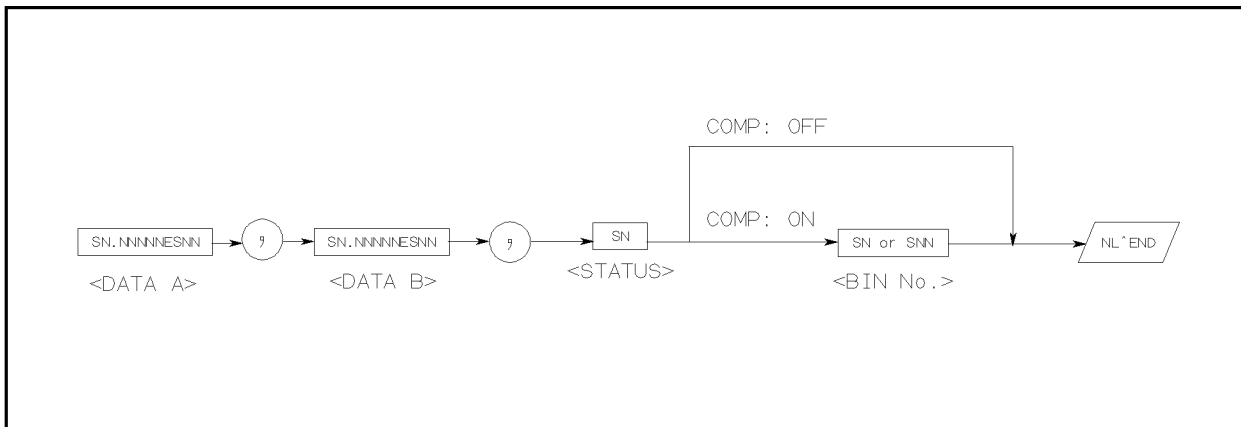 COMP: OFF
COMP: ON
SN.NNNNNESNN , SN.NNNNNESNN , SN SN or SNN NL^END
<DATA A> <DATA B> <STATUS> <BIN No.>